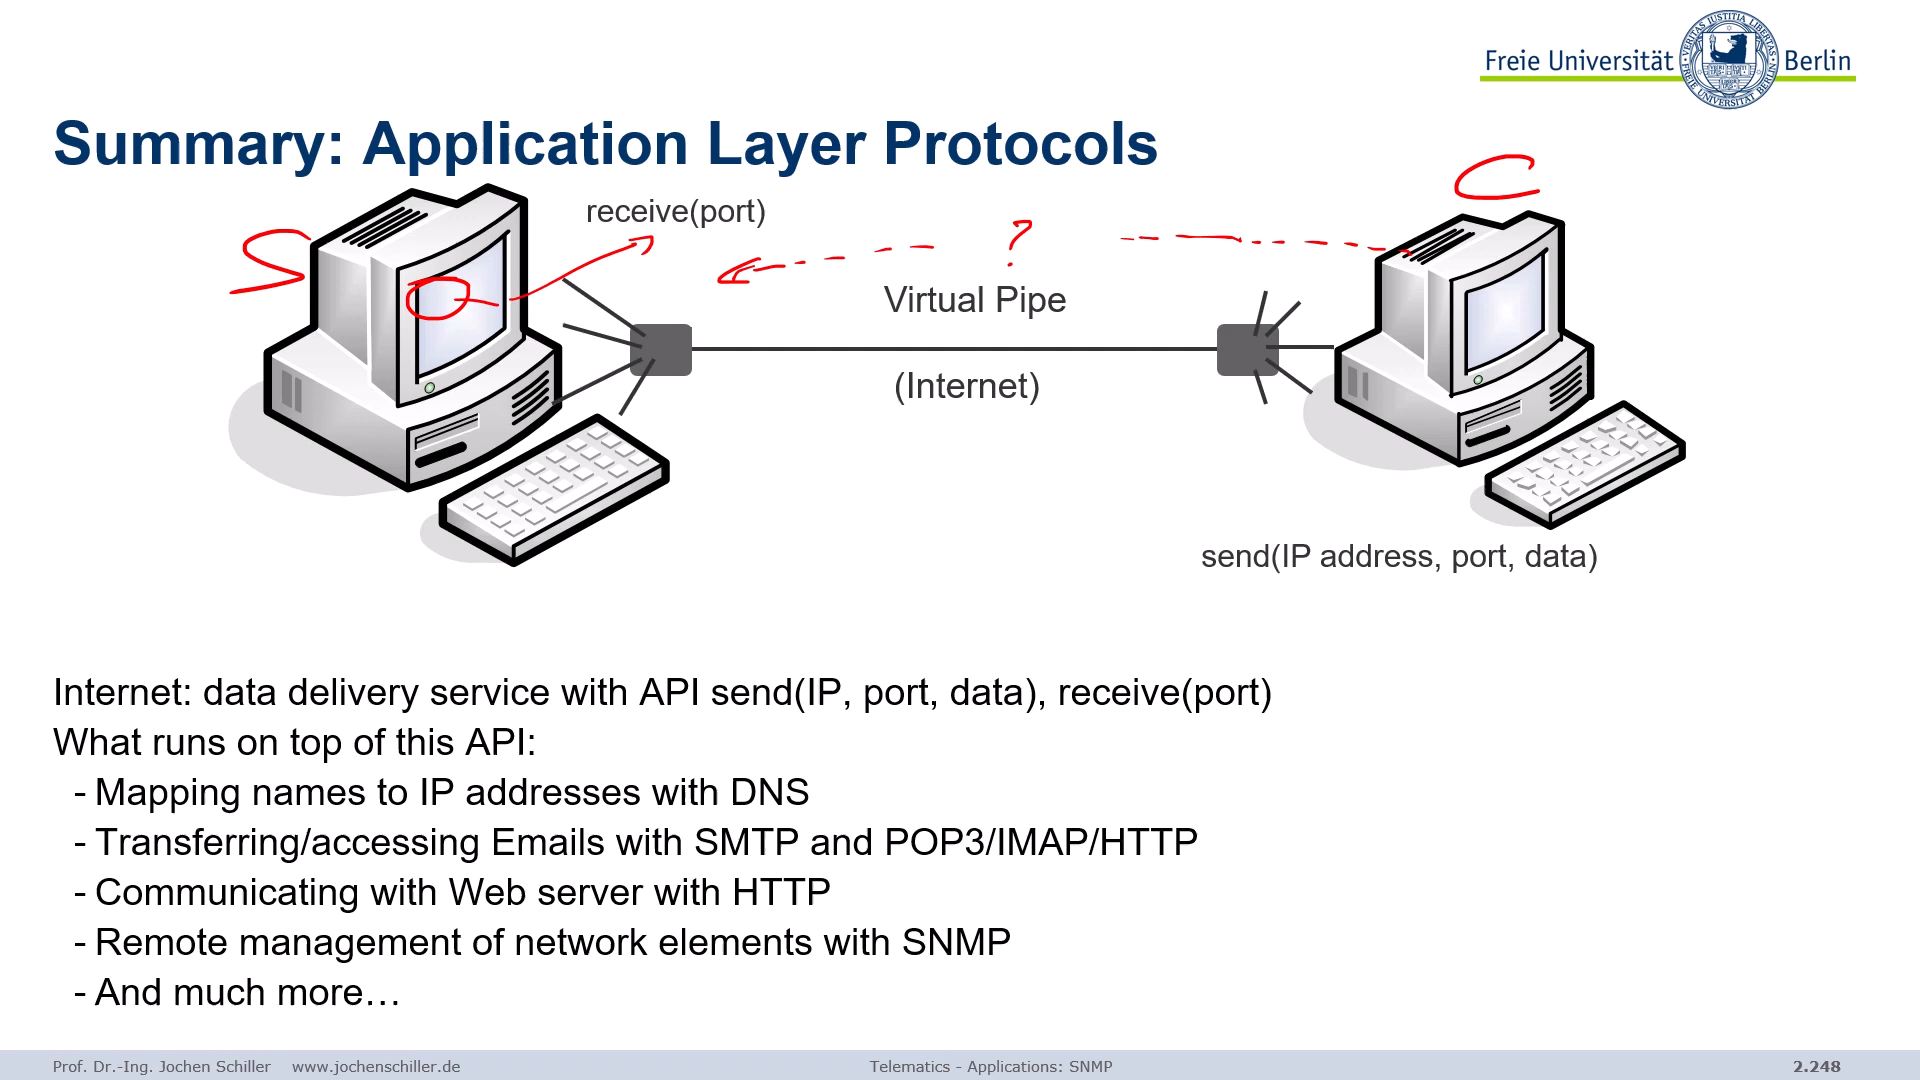 Freie Universität Berlin
Summary: Application Layer Protocols
C
receive(port)
S
?
Virtual Pipe
(Internet)
send(IP address, port, data)
Internet: data delivery service with API send(IP, port, data), receive(port)
What runs on top of this API:
- Mapping names to IP addresses with DNS
- Transferring/accessing Emails with SMTP and POP3/IMAP/HTTP
- Communicating with Web server with HTTP
- Remote management of network elements with SNMP
- And much more…
Prof. Dr.-Ing. Jochen Schiller www.jochenschiller.de Telematics - Applications: SNMP 2.248